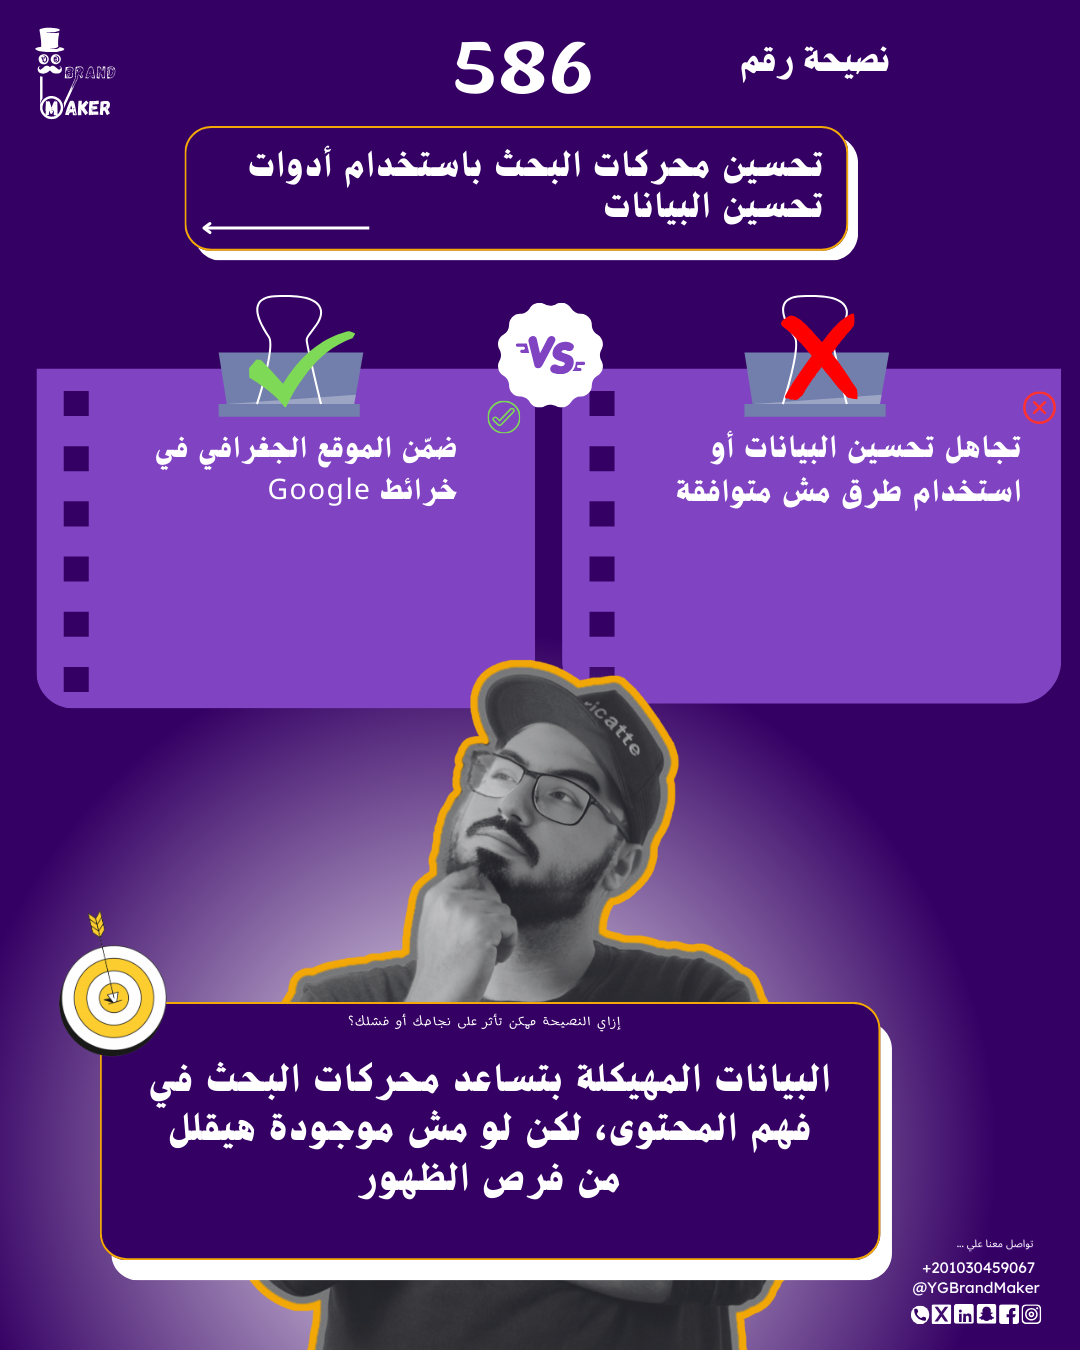 BRAND
MAKER
نصيحة رقم
586
تحسين محركات البحث باستخدام أدوات
تحسين البيانات
VS
تجاهل تحسين البيانات أو
استخدام طرق مش متوافقة
ضمّن الموقع الجغرافي في
خرائط Google
icatte
إزاي النصيحة ممكن تأثر على نجاحك أو فشلك؟
البيانات المهيكلة بتساعد محركات البحث في
فهم المحتوى، لكن لو مش موجودة هيقلل
من فرص الظهور
تواصل معنا علي ...
+201030459067
@YGBrandMaker